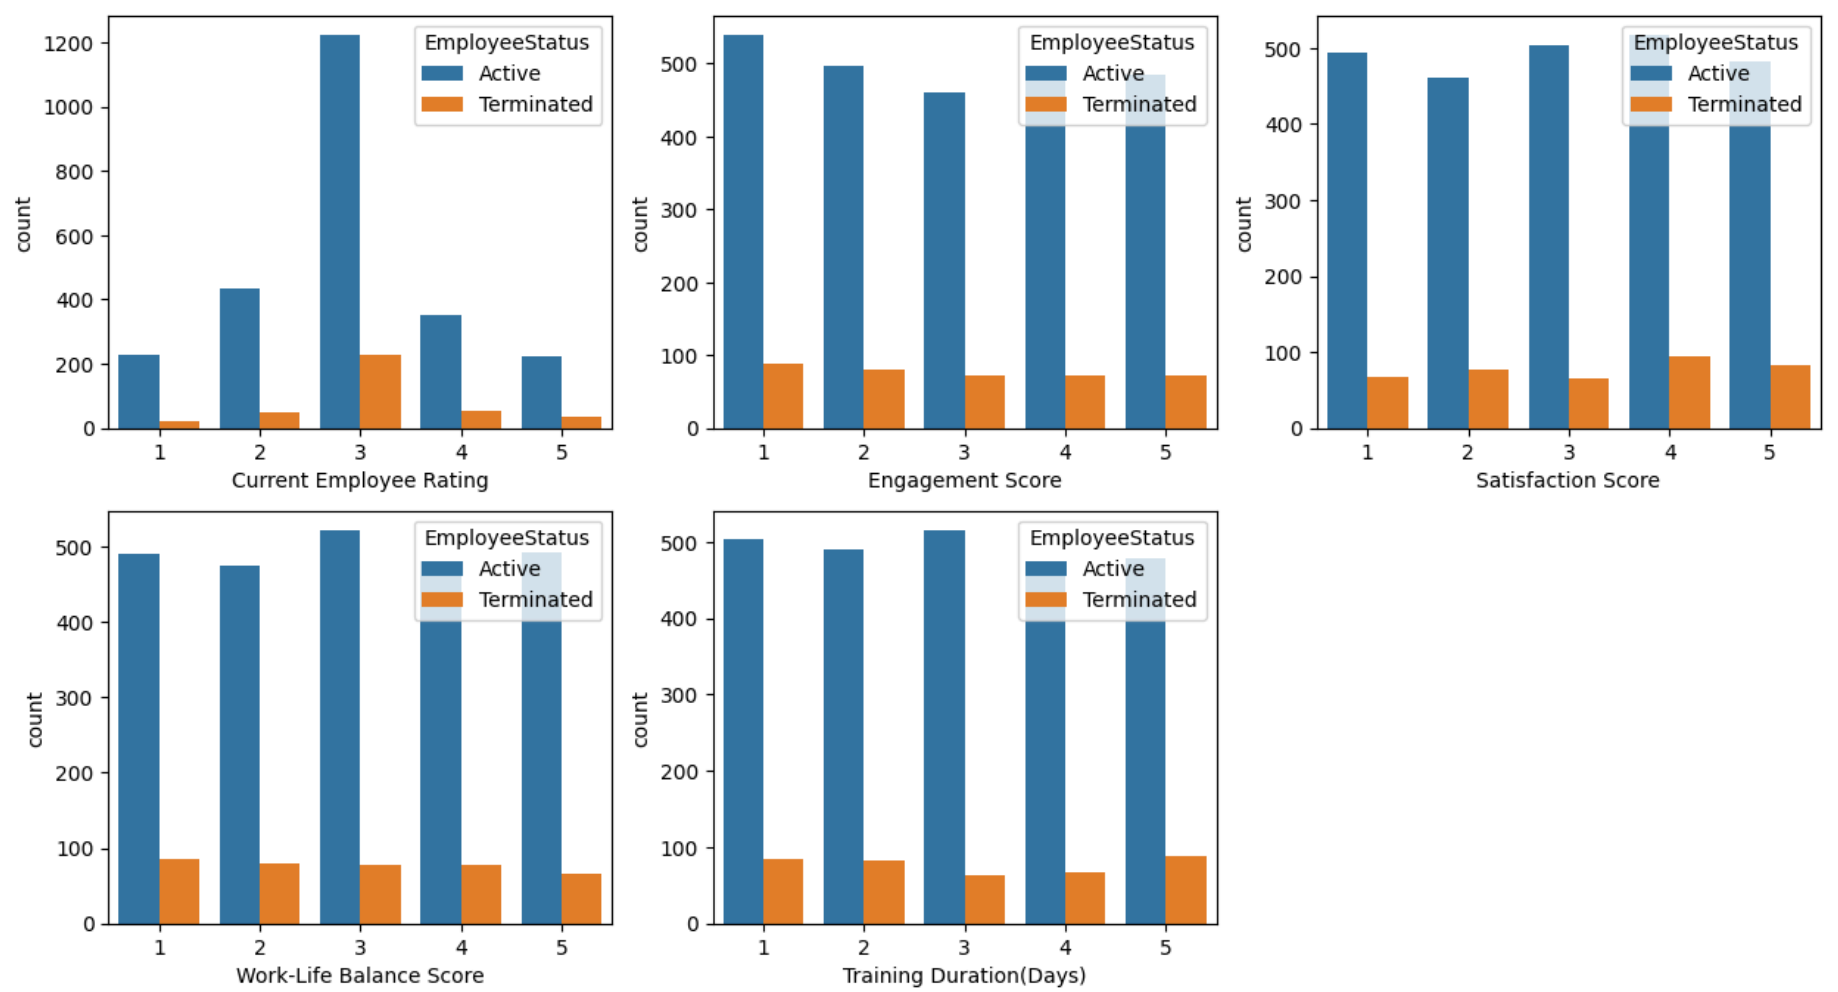 EmployeeStatus
Active
Terminated
1200
1000
800
600
400
200
0
count
1 2 3 4 5
Current Employee Rating
EmployeeStatus
Active
Terminated
500
400
300
200
100
0
count
1 2 3 4 5
Engagement Score
EmployeeStatus
Active
Terminated
500
400
300
200
100
0
count
1 2 3 4 5
Satisfaction Score
EmployeeStatus
Active
Terminated
500
400
300
200
100
0
count
1 2 3 4 5
Work-Life Balance Score
EmployeeStatus
Active
Terminated
500
400
300
200
100
0
count
1 2 3 4 5
Training Duration(Days)